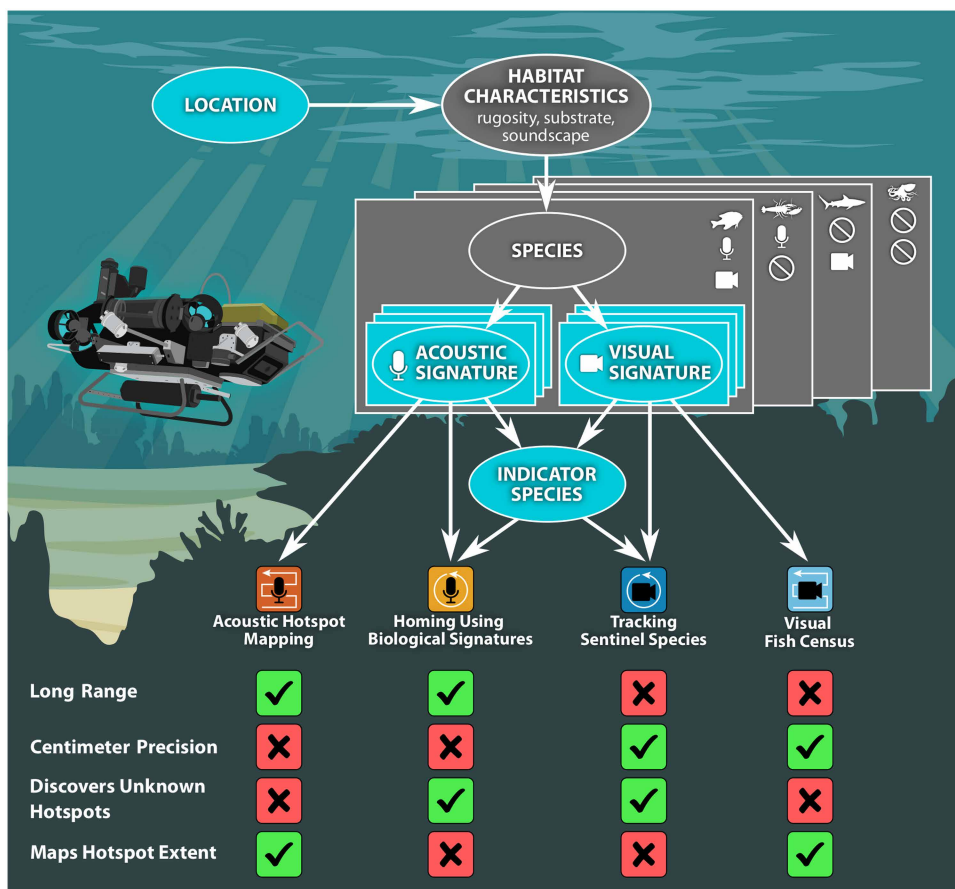 LOCATION
HABITAT
CHARACTERISTICS
rugosity, substrate,
soundscape
SPECIES
ACOUSTIC
SIGNATURE
VISUAL
SIGNATURE
INDICATOR
SPECIES
Acoustic Hotspot
Mapping
Homing Using
Biological Signatures
Tracking
Sentinel Species
Visual
Fish Census
Long Range
Centimeter Precision
Discovers Unknown
Hotspots
Maps Hotspot Extent